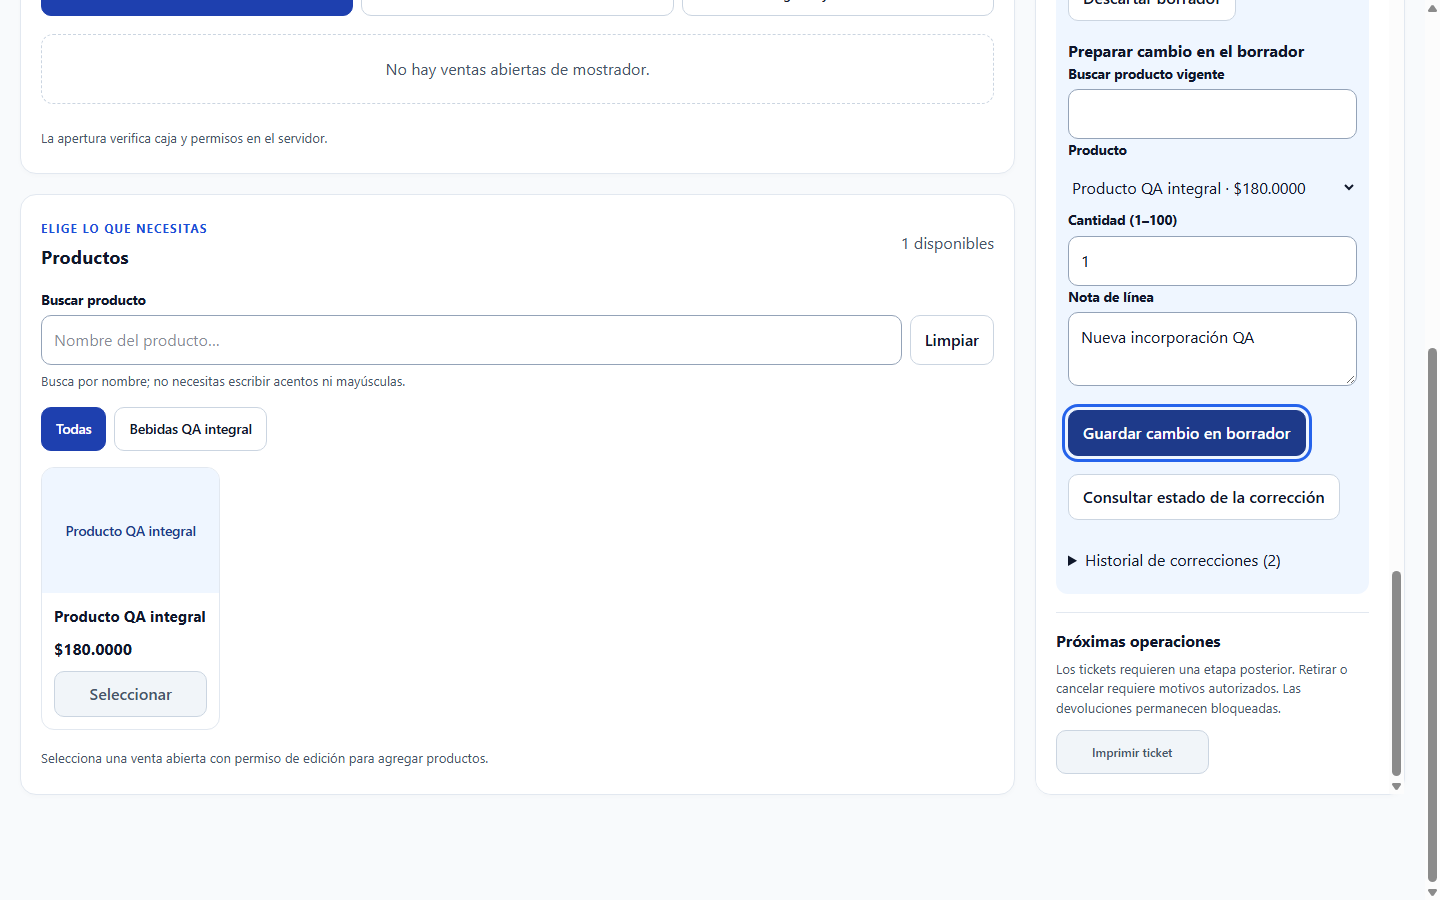 No hay ventas abiertas de mostrador.
La apertura verifica caja y permisos en el servidor.
ELIGE LO QUE NECESITAS
Productos
1 disponibles
Buscar producto
Nombre del producto...
Limpiar
Busca por nombre; no necesitas escribir acentos ni mayúsculas.
Todas
Bebidas QA integral
Producto QA integral
Producto QA integral
$180.0000
Seleccionar
Selecciona una venta abierta con permiso de edición para agregar productos.
Descartar borrador
Preparar cambio en el borrador
Buscar producto vigente
Producto
Producto QA integral · $180.0000
Cantidad (1–100)
1
Nota de línea
Nueva incorporación QA
Guardar cambio en borrador
Consultar estado de la corrección
Historial de correcciones (2)
Próximas operaciones
Los tickets requieren una etapa posterior. Retirar o
cancelar requiere motivos autorizados. Las
devoluciones permanecen bloqueadas.
Imprimir ticket